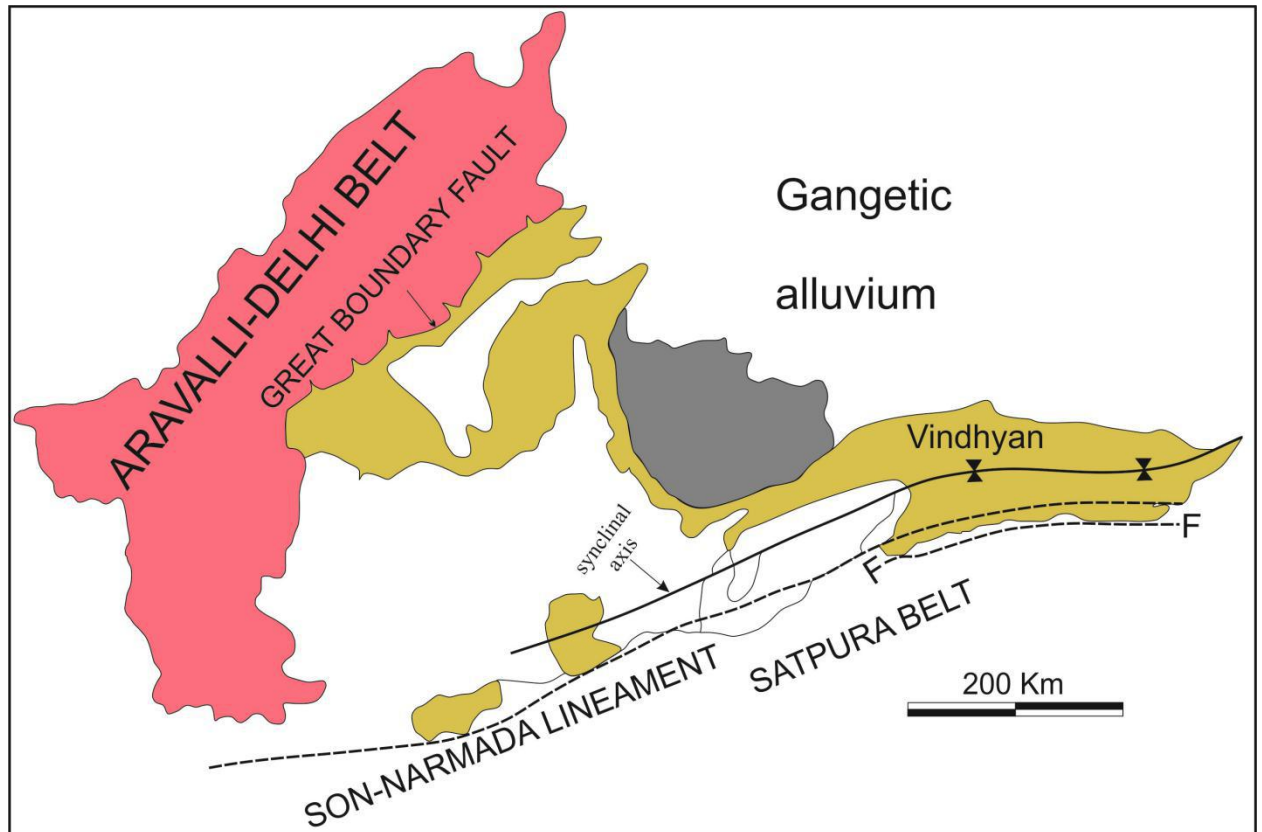 ARAVALLI-DELHI BELT
GREAT BOUNDARY FAULT
Gangetic
alluvium
Vindhyan
synclinal
axis
F
F
SON-NARMADA LINEAMENT
SATPURA BELT
200 Km